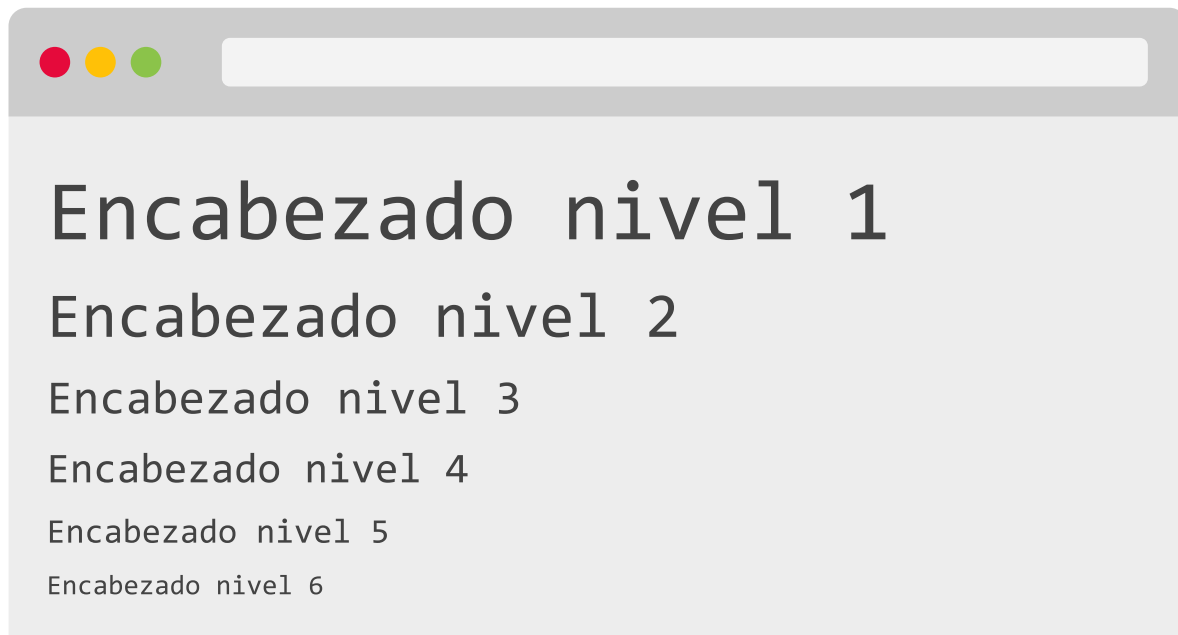 Encabezado nivel 1
Encabezado nivel 2
Encabezado nivel 3
Encabezado nivel 4
Encabezado nivel 5
Encabezado nivel 6